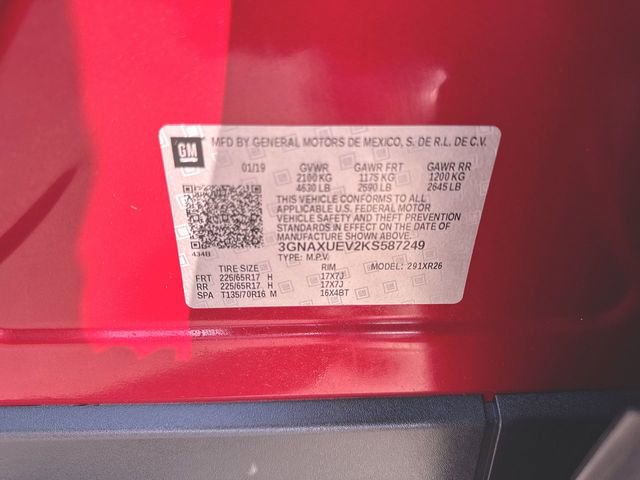 GM
MFD BY GENERAL MOTORS DE MEXICO, S. DE R.L. DE C.V.
01/19 GVWR GAWR FRT GAWR RR
2100 KG 1175 KG 1200 KG
4630 LB 2590 LB 2645 LB
THIS VEHICLE CONFORMS TO ALL
APPLICABLE U.S. FEDERAL MOTOR
VEHICLE SAFETY AND THEFT PREVENTION
STANDARDS IN EFFECT ON THE DATE OF
MANUFACTURE SHOWN ABOVE.
434B 3GNAXUEV2KS587249
TYPE: M.P.V. MODEL: 291XR26
TIRE SIZE RIM
FRT 225/65R17 H 17X7J
RR 225/65R17 H 17X7J
SPA T135/70R16 M 16X4BT